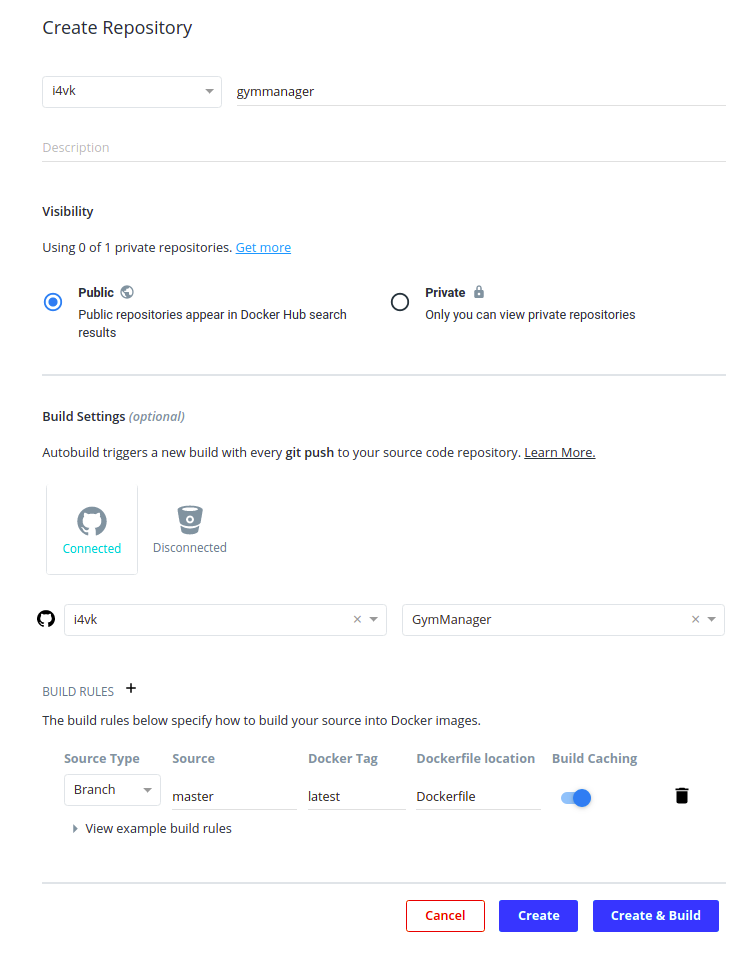 Create Repository
i4vk
gymmanager
Description
Visibility
Using 0 of 1 private repositories. Get more
Public
Public repositories appear in Docker Hub search
results
Private
Only you can view private repositories
Build Settings (optional)
Autobuild triggers a new build with every git push to your source code repository. Learn More.
Connected
Disconnected
i4vk
GymManager
BUILD RULES +
The build rules below specify how to build your source into Docker images.
Source Type Source Docker Tag Dockerfile location Build Caching
Branch master latest Dockerfile
View example build rules
Cancel Create Create & Build